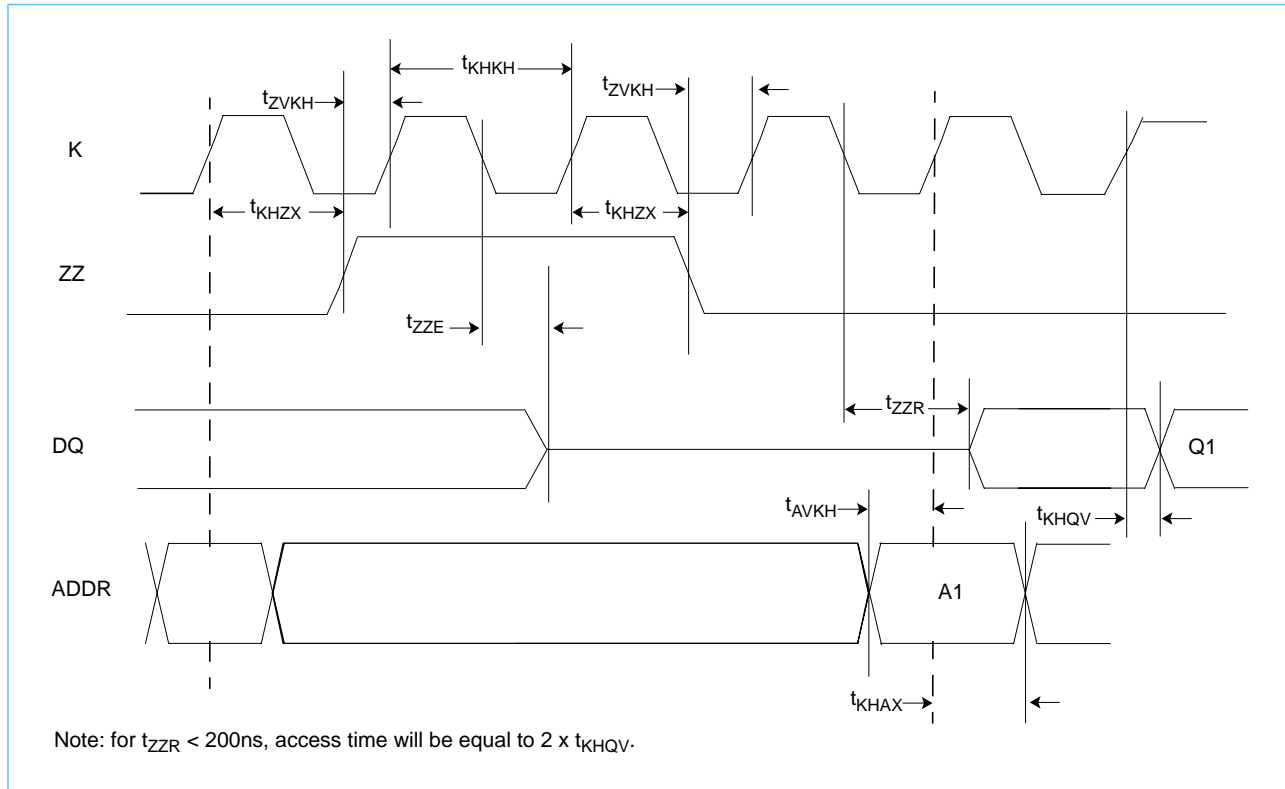 tKHKH
tZVKH
tZVKH
K
tKHZX
tKHZX
ZZ
tZZE
tZZR
DQ
Q1
tAVKH
tKHQV
ADDR
A1
tKHAX
Note: for tZZR < 200ns, access time will be equal to 2 x tKHQV.